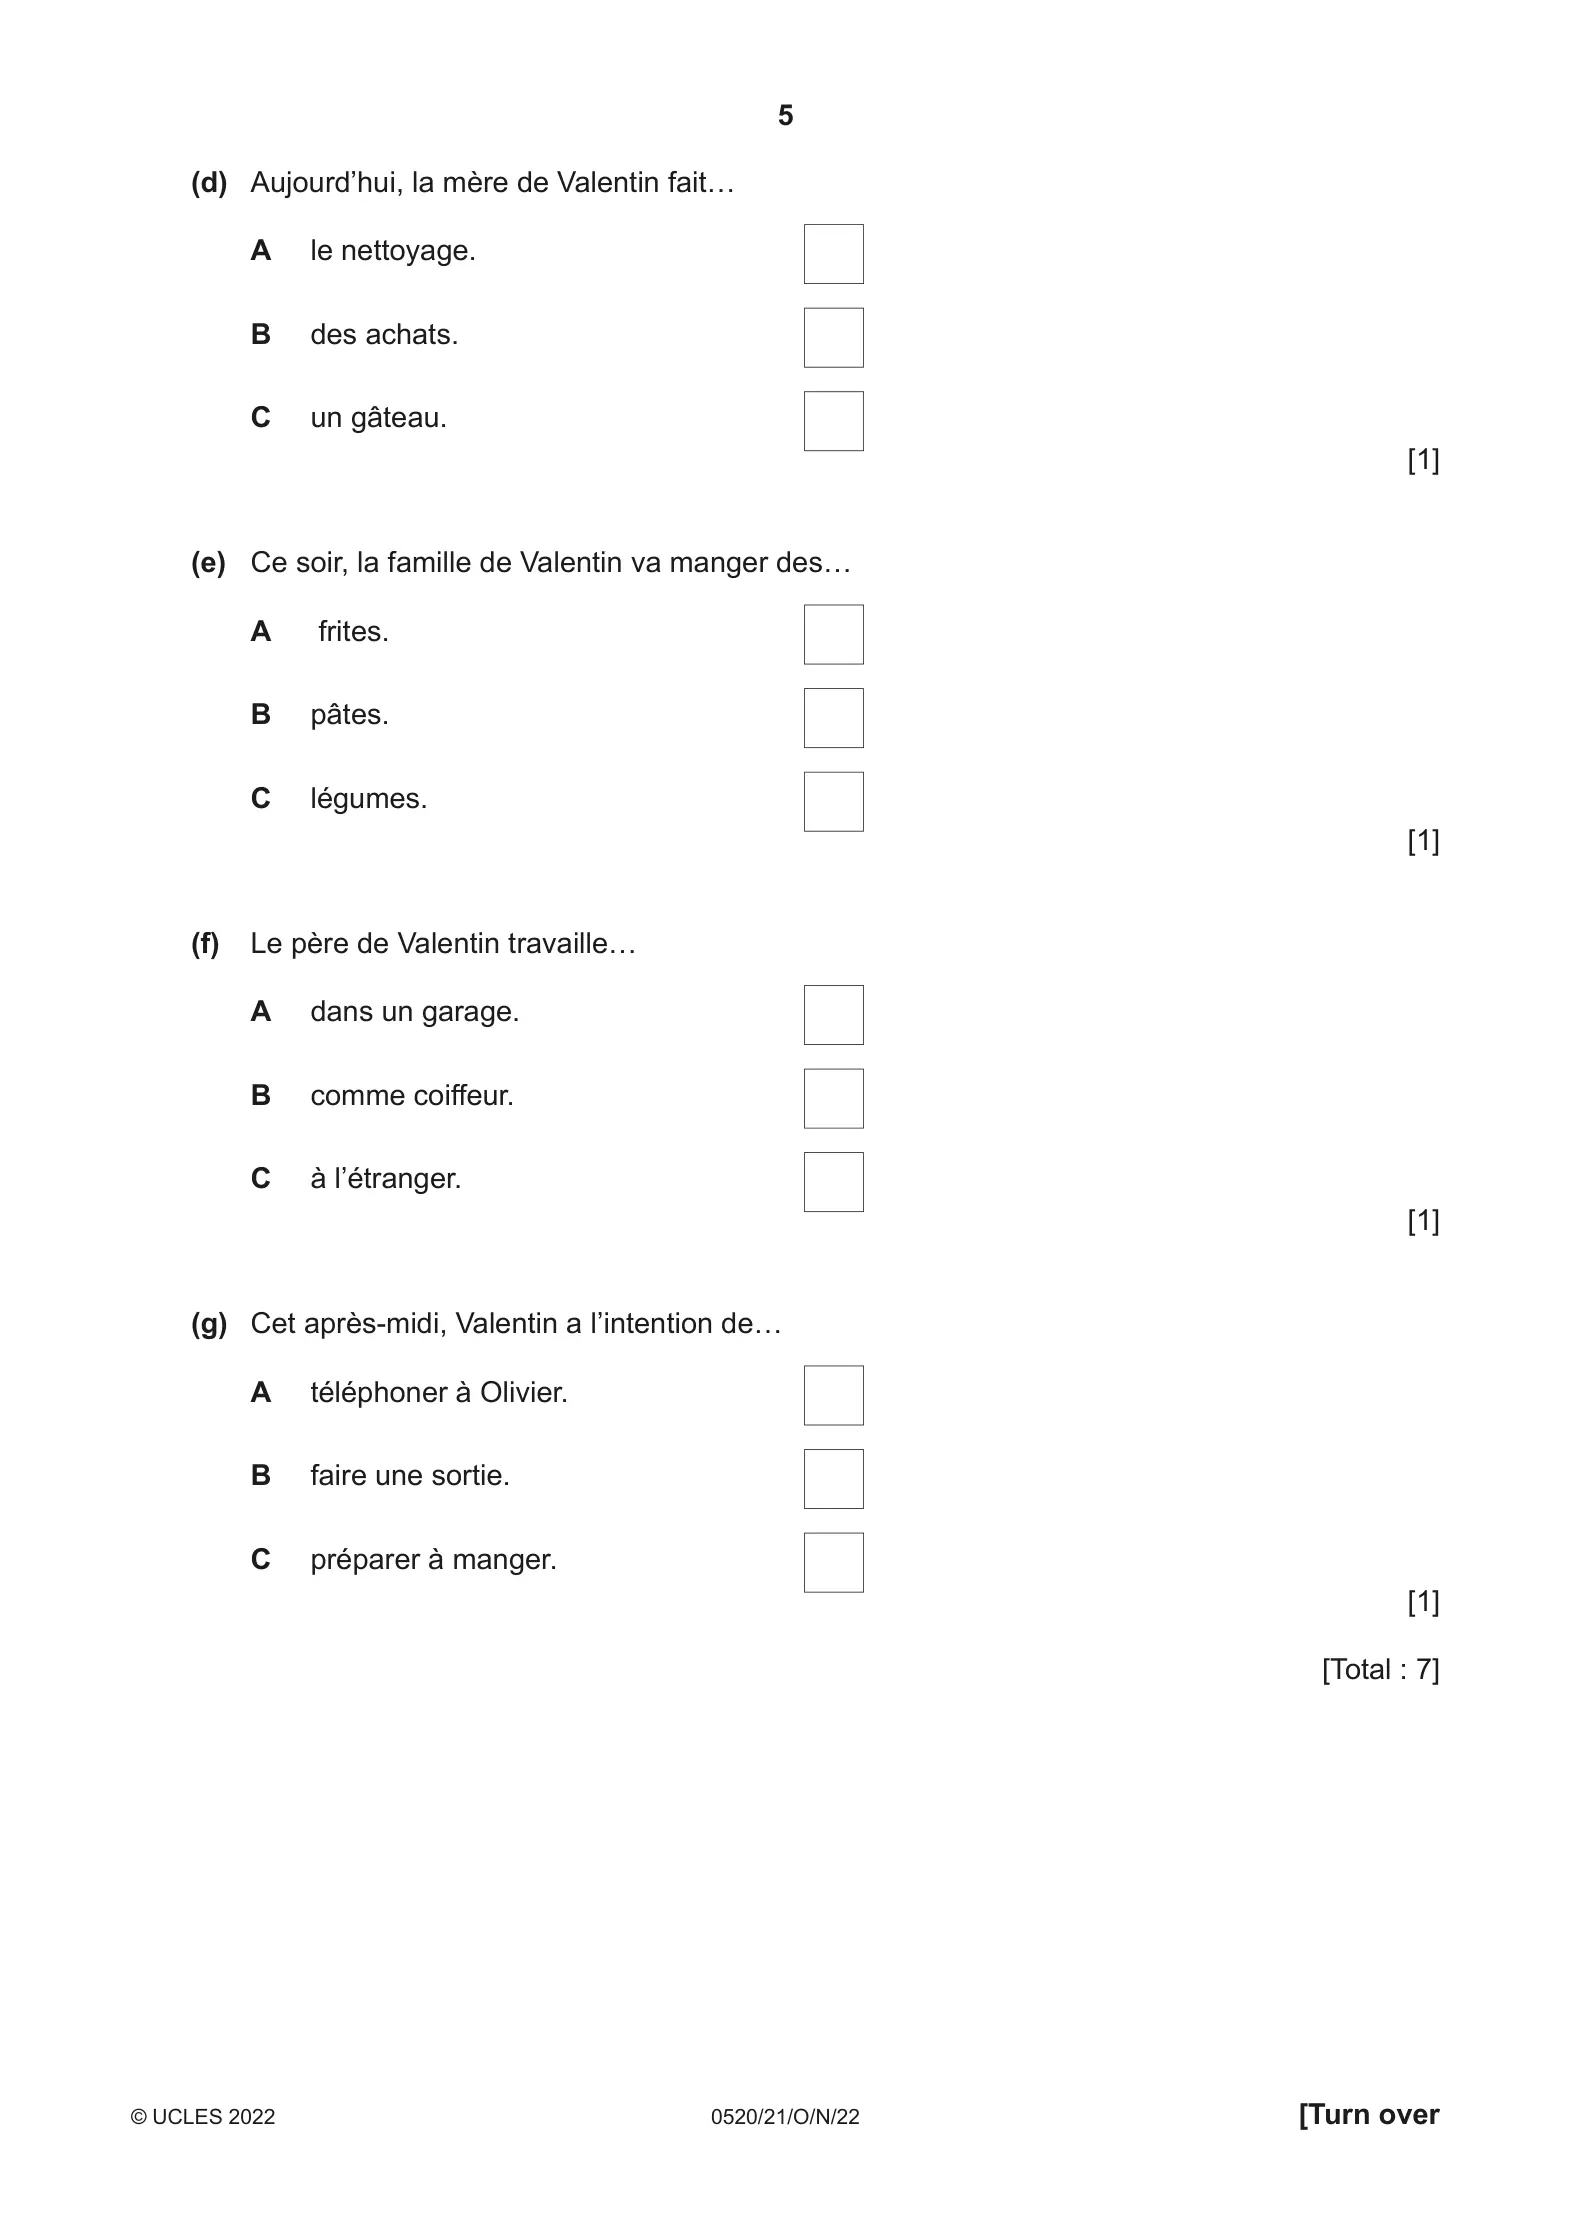 5
(d) Aujourd’hui, la mère de Valentin fait…
A le nettoyage.
B des achats.
C un gâteau.
[1]
(e) Ce soir, la famille de Valentin va manger des…
A frites.
B pâtes.
C légumes.
[1]
(f) Le père de Valentin travaille…
A dans un garage.
B comme coiffeur.
C à l’étranger.
[1]
(g) Cet après-midi, Valentin a l’intention de…
A téléphoner à Olivier.
B faire une sortie.
C préparer à manger.
[1]
[Total : 7]
© UCLES 2022 0520/21/O/N/22 [Turn over